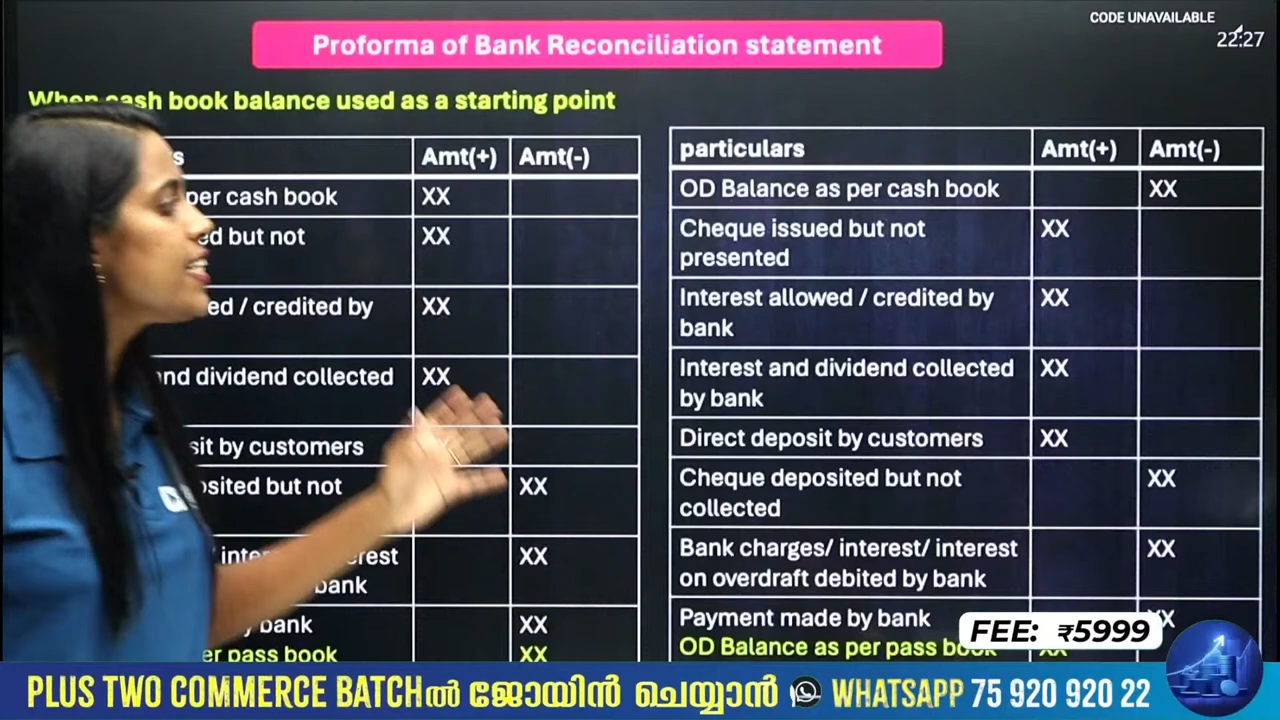 CODE UNAVAILABLE
22:27
Proforma of Bank Reconciliation statement
When cash book balance used as a starting point
Amt(+) Amt(-)
per cash book XX
but not XX
/ credited by XX
and dividend collected XX
by customers
but not XX
bank XX
bank XX
per pass book XX
particulars Amt(+) Amt(-)
OD Balance as per cash book XX
Cheque issued but not XX
presented
Interest allowed / credited by XX
bank
Interest and dividend collected XX
by bank
Direct deposit by customers XX
Cheque deposited but not XX
collected
Bank charges/ interest/ interest XX
on overdraft debited by bank
Payment made by bank XX
OD Balance as per pass book XX
FEE: ₹5999
PLUS TWO COMMERCE BATCHൽ ജോയിൻ ചെയ്യാൻ WHATSAPP 75 920 920 22